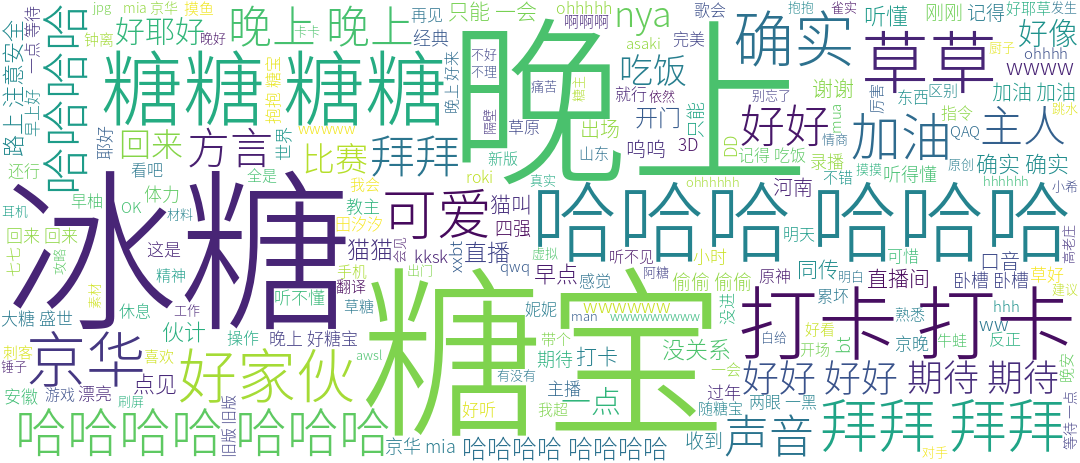 jpg mia 京华 摸鱼
钟离
好耶好
晚上 晚上
卡卡
晚好
再见
经典
只能 一会
ohhhhh
啊啊啊
asaki
nya
歌会
完美
抱抱
雀实
确实
听懂
刚刚
记得
好像
好耶草发生
厨子
ohhhh
wwww
草草
路上 注意安全
早上好
一点 等待
哈哈哈哈哈哈哈
糖糖 糖糖
抱抱 糖宝
晚上 好来
不好
不理
隔壁
晚上
痛苦
糖主
吃饭
就行
依然
别忘了
谢谢
厉害
东西
区别
加油 加油
指令
跳水
耶好
还行
看吧
回来
方言
全是
世界
wwwww
比赛
拜拜
草原
新版
roki
出场
山东
开门
呜呜
只能
3D
DD
好好
记得 吃饭
mua
情商
录播
不错
加油
摸摸
听得懂
QAQ
原创
主人
确实 确实
hhhhhh
小希
早柚
OK
体力
材料
我会
教主
田汐汐
可爱
猫叫
四强
真实
ohhhhhh
哈哈哈 哈哈哈
河南
耳机
冰糖
回来 回来
七七
攻略
这是
精神
猫猫
会见
kksk
xxbt
直播
qwq
早点
听不见
虚拟
感觉
阿糖
小时
偷偷 偷偷
明天
原神
同传
明白
可惜
直播间
口音
卧槽 卧槽
草好
高老庄
建议
素材
工作
听不懂
手机
翻译
出门
糖宝
妮妮
man
wwwwwww
wwwwwwwwww
没进
打卡 打卡
白给
累坏
好看
熟悉
hhh
ww
大糖 盛世
休息
伙计
操作
草糖
晚上 好糖宝
带个
期待
打卡
没关系
开场
bt
京晚
牛蛙
反正
京华
刺客
锤子
喜欢
点见
好家伙
awsl
有没有
主播
一点
一会
过年
好好 好好
期待 期待
晚安
安徽
游戏
漂亮
刷屏
旧版 旧版
好听
我超
随糖宝
两眼 一黑
等待 一点
哈哈哈哈哈哈哈
京华 mia
哈哈哈哈 哈哈哈哈
收到
声音
拜拜 拜拜
对手